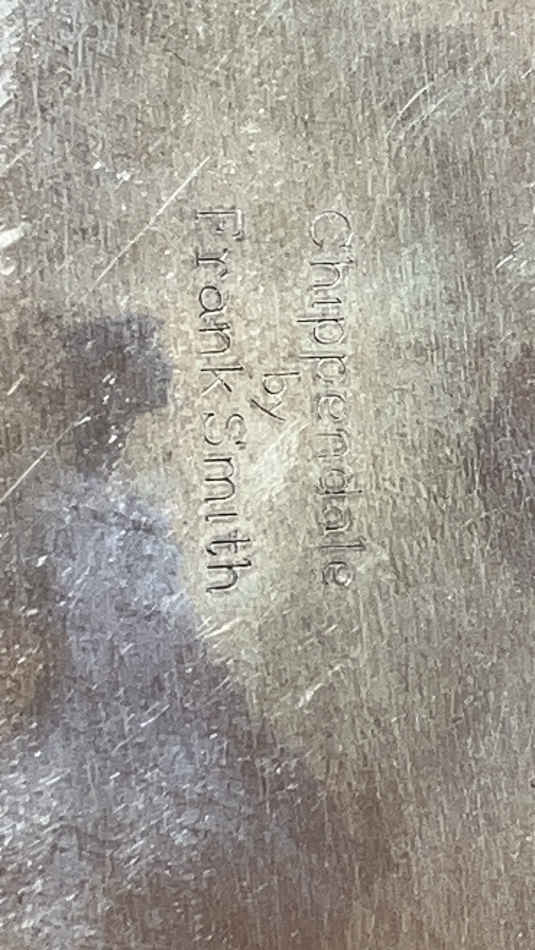 Chippendale
by
Frank Smith